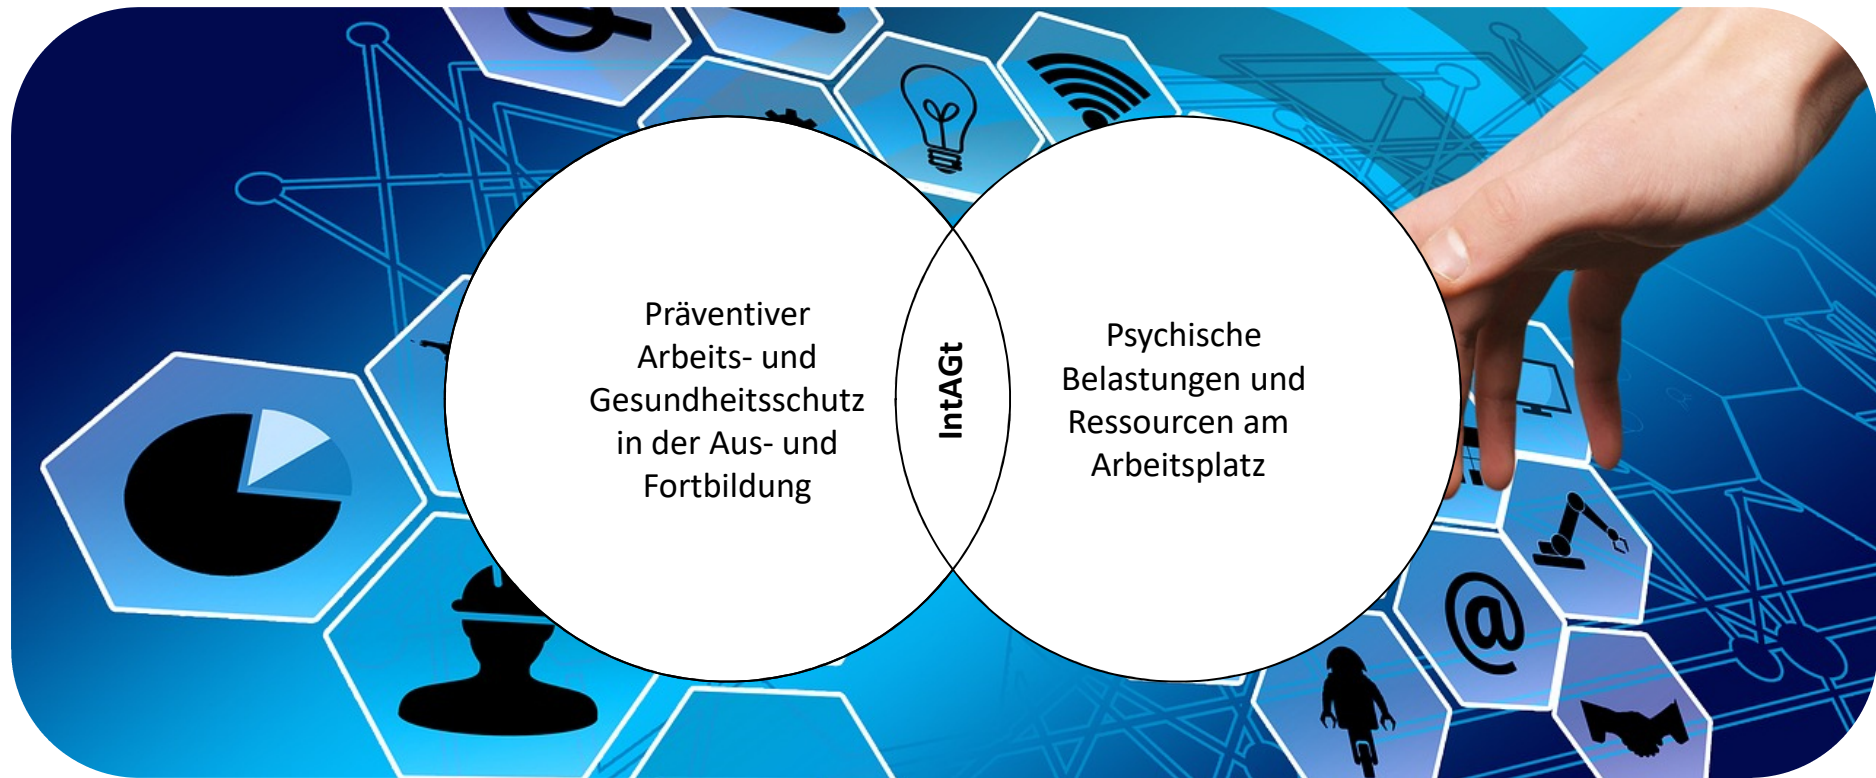 Präventiver
Arbeits- und
Gesundheitsschutz
in der Aus- und
Fortbildung
IntAGt
Psychische
Belastungen und
Ressourcen am
Arbeitsplatz
@